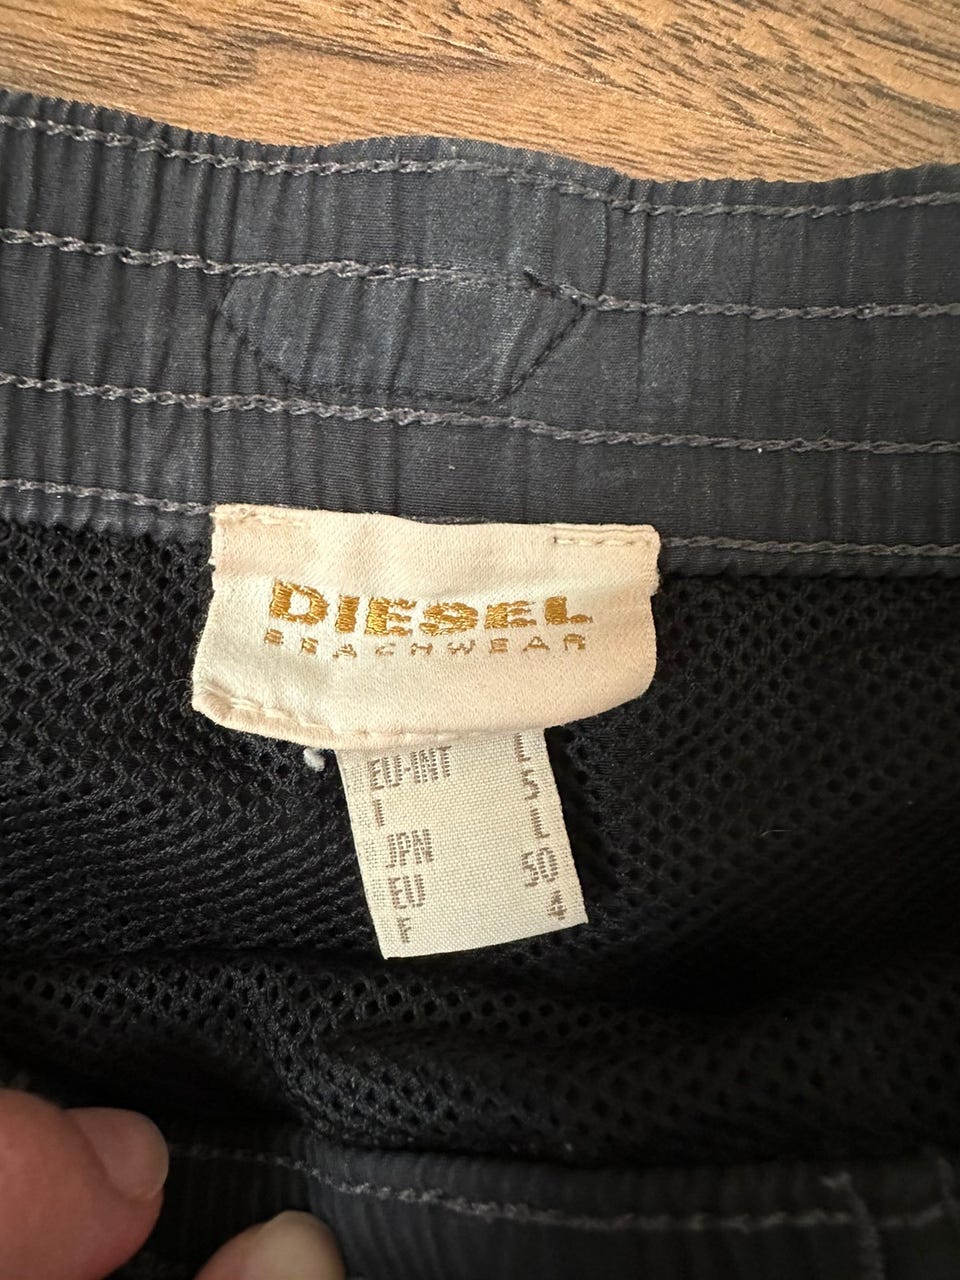 DIESEL
BEACHWEAR
EU-INT L
I 5
JPN L
EU 50
F 4